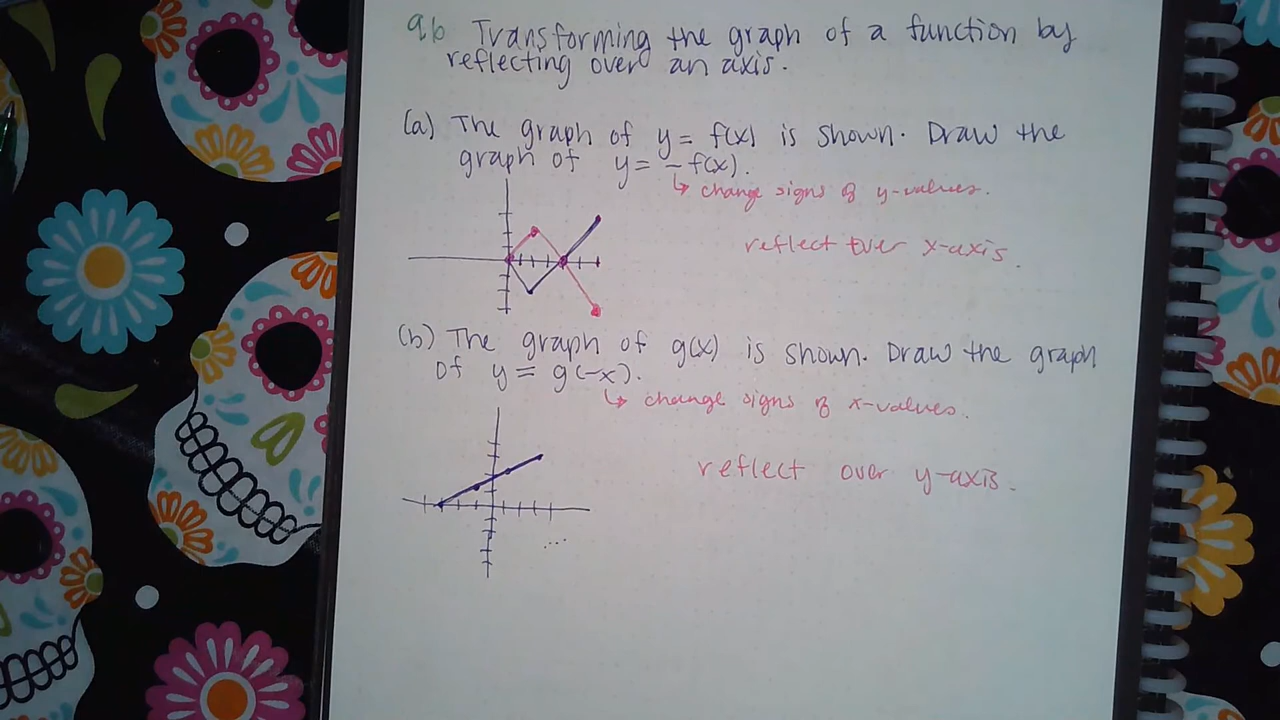 9b Transforming the graph of a function by
reflecting over an axis.
(a) The graph of y = f(x) is shown. Draw the
graph of y = -f(x).
↳ change signs of y-values.
reflect over x-axis.
(b) The graph of g(x) is shown. Draw the graph
of y = g(-x).
↳ change signs of x-values.
reflect over y-axis.